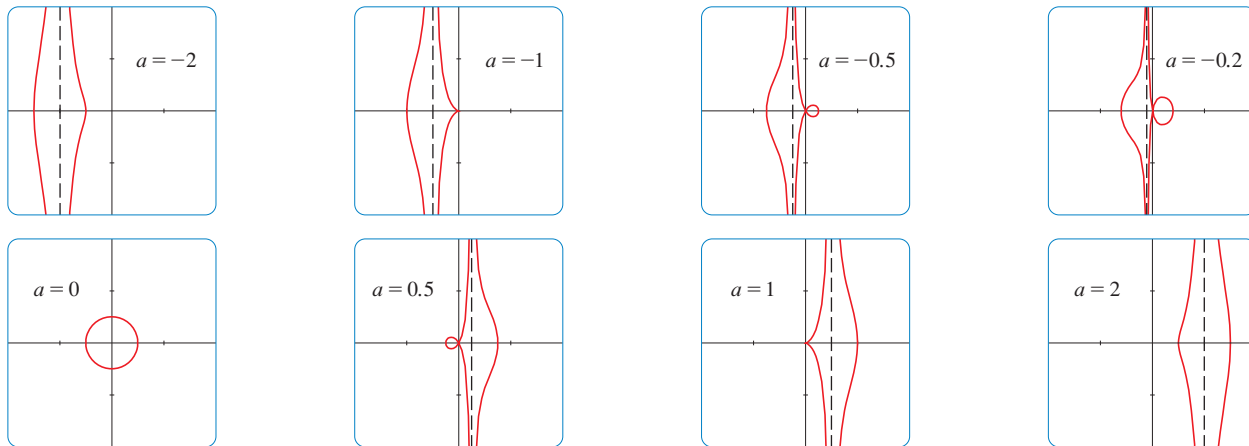 a = −2
a = −1
a = −0.5
a = −0.2
a = 0
a = 0.5
a = 1
a = 2